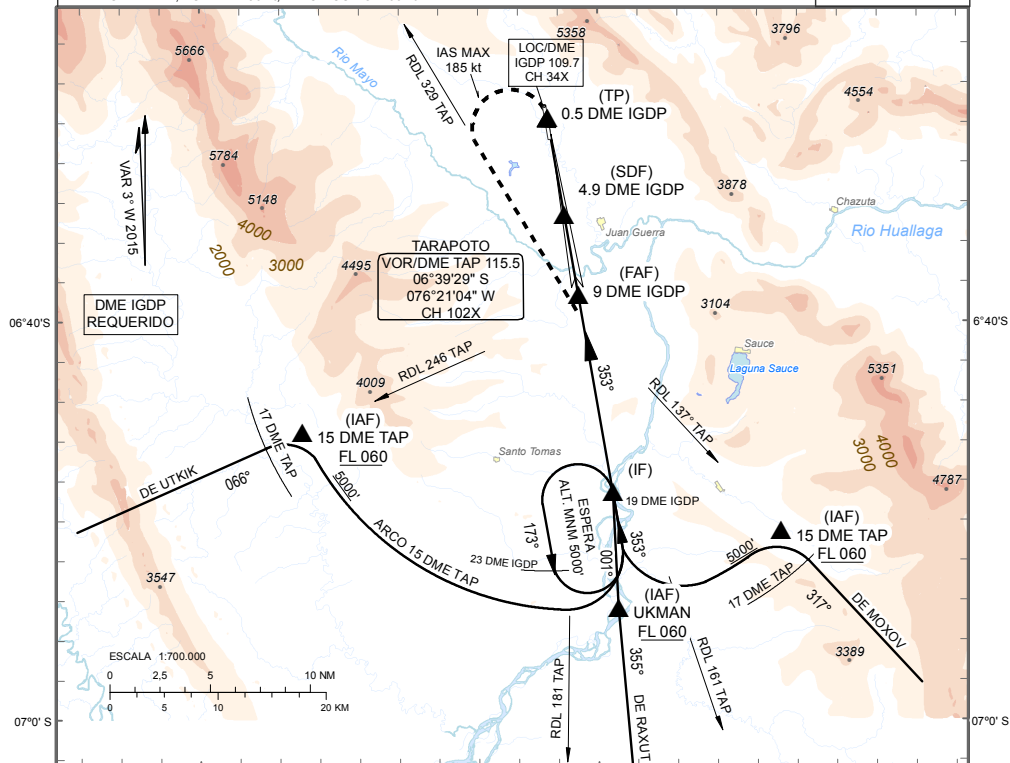 5358
3796
5666
Rio Mayo
IAS MAX
185 kt
LOC/DME
IGDP 109.7
CH 34X
RDL 329 TAP
(TP)
0.5 DME IGDP
4554
VAR 3° W 2015
5784
5148
4000
3000
2000
(SDF)
4.9 DME IGDP
3878
Chazuta
Juan Guerra
Rio Huallaga
TARAPOTO
VOR/DME TAP 115.5
06°39'29" S
076°21'04" W
CH 102X
4495
(FAF)
9 DME IGDP
3104
DME IGDP
REQUERIDO
06°40'S
6°40'S
Sauce
Laguna Sauce
5351
RDL 246 TAP
353°
4009
RDL 137° TAP
17 DME TAP
(IAF)
15 DME TAP
FL 060
3000
4000
Santo Tomas
(IF)
19 DME IGDP
4787
DE UTKIK
066°
5000'
ARCO 15 DME TAP
ESPERA
ALT. MNM 5000'
173°
001°
353°
23 DME IGDP
(IAF)
15 DME TAP
FL 060
5000'
17 DME TAP
317°
DE MOXOV
3547
(IAF)
UKMAN
FL 060
3389
ESCALA 1:700.000
0 2,5 5 10 NM
0 5 10 20 KM
RDL 181 TAP
355°
DE RAXUT
RDL 161 TAP
07°0' S
07°0' S